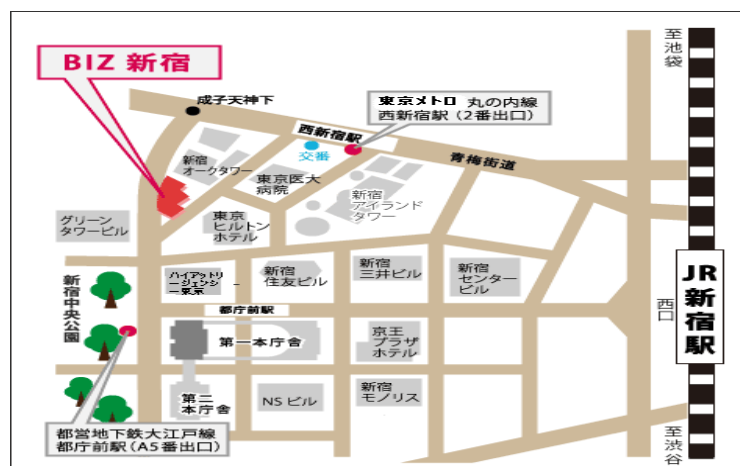 BIZ 新宿
成子天神下
東京メトロ 丸の内線
西新宿駅（2番出口）
西新宿駅
交番
青梅街道
至池袋
新宿
オークタワー
東京医大
病院
新宿
アイランド
タワー
グリーン
タワービル
東京
ヒルトン
ホテル
ハイアットリ
ージェンシ
ー東京
新宿
住友ビル
新宿
三井ビル
新宿
センター
ビル
新宿中央公園
都庁前駅
第一本庁舎
京王
プラザ
ホテル
西口
JR新宿駅
第二
本庁舎
NSビル
新宿
モノリス
都営地下鉄大江戸線
都庁前駅（A5番出口）
至渋谷